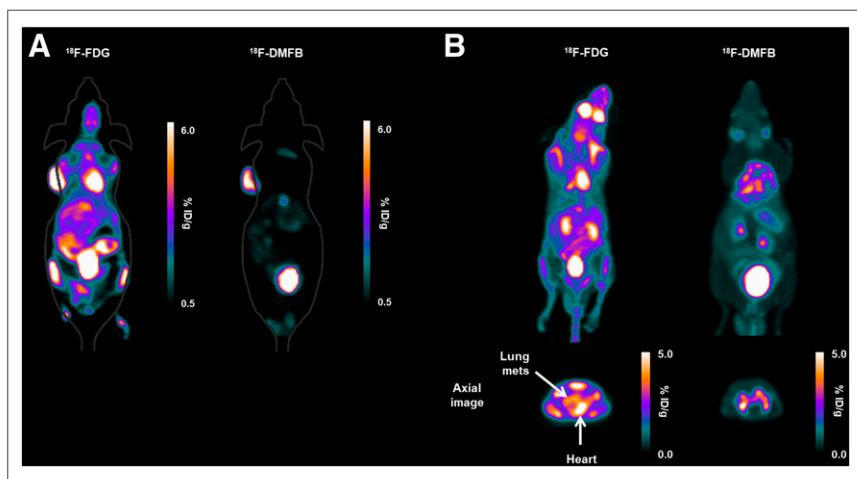 A
18F-FDG
18F-DMFB
6.0
% ID/g
0.5
6.0
% ID/g
0.5
B
18F-FDG
18F-DMFB
Lung
mets
Axial
image
Heart
5.0
% ID/g
0.0
5.0
% ID/g
0.0